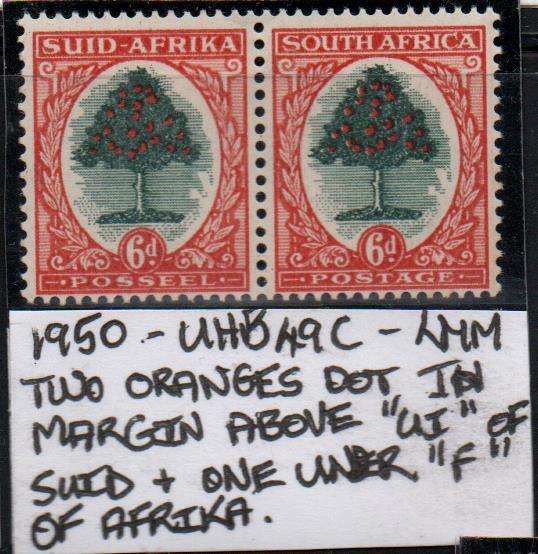 SUID-AFRIKA SOUTH AFRICA
6d 6d
POSSEEL POSTAGE
1950 - UHB 49C - LMM
TWO ORANGES DOT IN
MARGIN ABOVE "UI" OF
SUID + ONE UNDER "F"
OF AFRIKA.